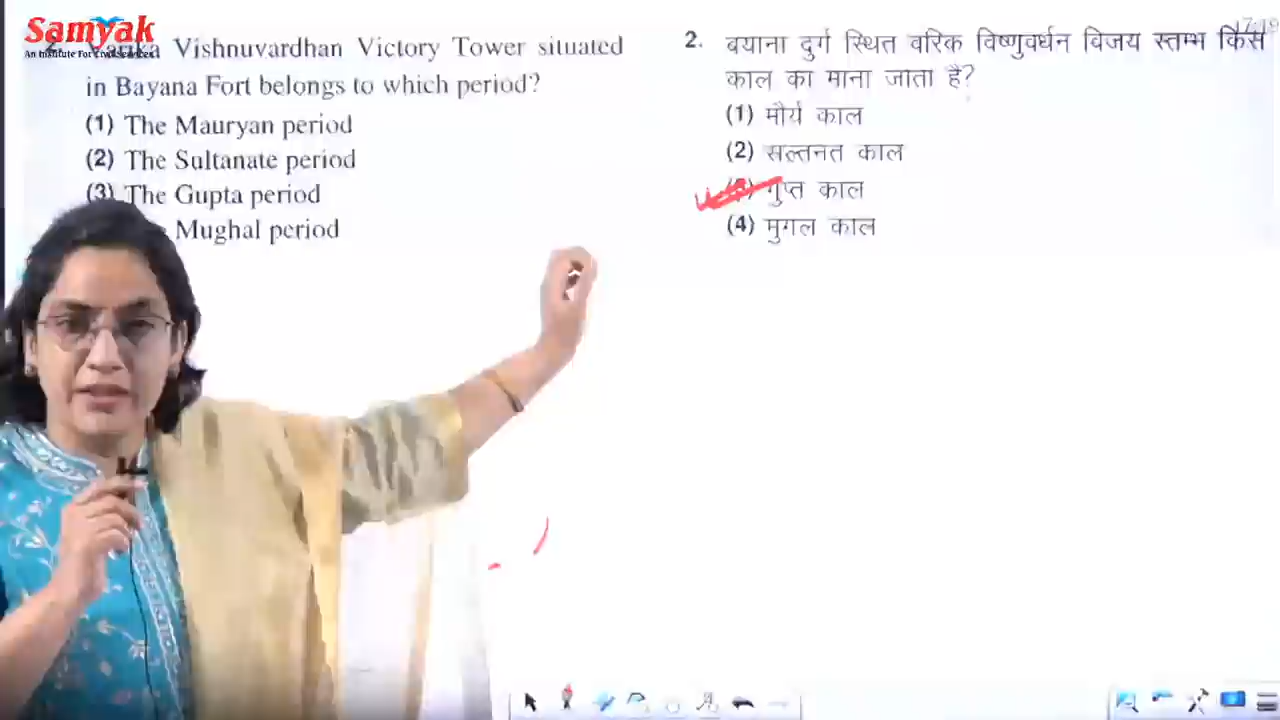 Samyak
An Institute For Civil Services
Vishnuvardhan Victory Tower situated
in Bayana Fort belongs to which period?
(1) The Mauryan period
(2) The Sultanate period
(3) The Gupta period
Mughal period
2. बयाना दुर्ग स्थित वरिक विष्णुवर्धन विजय स्तम्भ किस
काल का माना जाता है?
(1) मौर्य काल
(2) सल्तनत काल
गुप्त काल
(4) मुगल काल